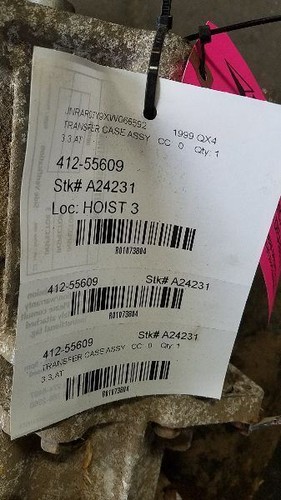 JNRAR07Y9XW066592 1999 QX4
TRANSFER CASE ASSY CC 0 Qty: 1
3.3,AT
412-55609
Stk# A24231
Loc: HOIST 3
R01073804
412-55609 Stk# A24231
R01073804
412-55609 Stk# A24231
TRANSFER CASE ASSY CC 0 Qty: 1
3.3,AT
R01073804